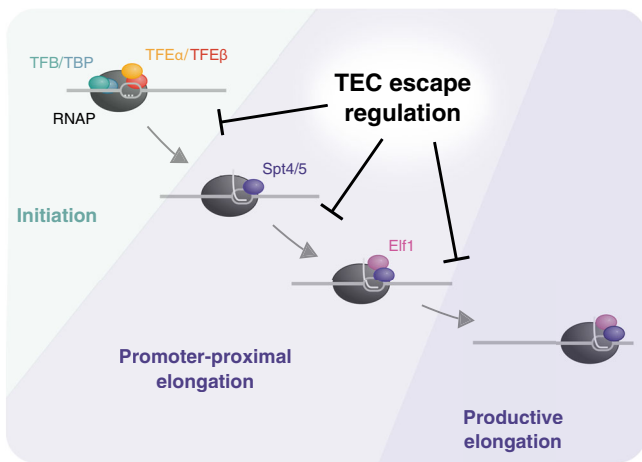 TFB/TBP
TFEα/TFEβ
RNAP
TEC escape
regulation
Spt4/5
Initiation
Elf1
Promoter-proximal
elongation
Productive
elongation